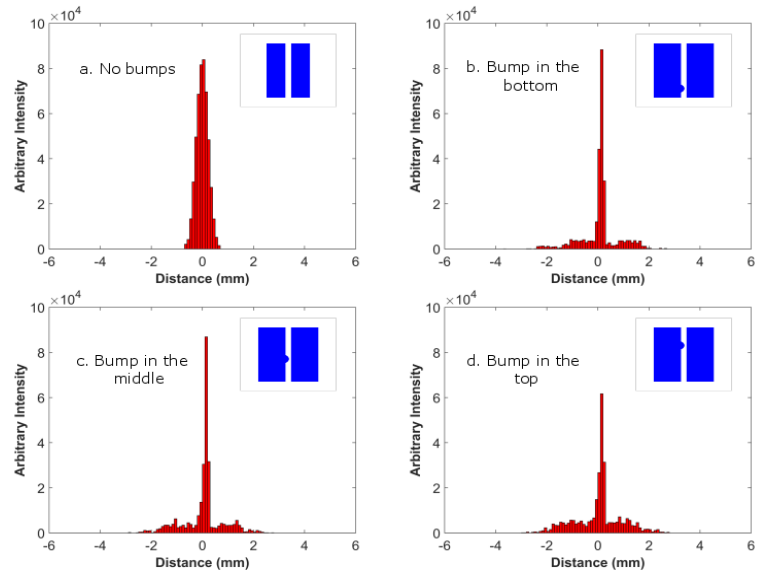 ×10⁴
10
8
6
4
2
0
Arbitrary Intensity
a. No bumps
-6 -4 -2 0 2 4 6
Distance (mm)
×10⁴
10
8
6
4
2
0
Arbitrary Intensity
b. Bump in the
bottom
-6 -4 -2 0 2 4 6
Distance (mm)
×10⁴
10
8
6
4
2
0
Arbitrary Intensity
c. Bump in the
middle
-6 -4 -2 0 2 4 6
Distance (mm)
×10⁴
10
8
6
4
2
0
Arbitrary Intensity
d. Bump in the
top
-6 -4 -2 0 2 4 6
Distance (mm)